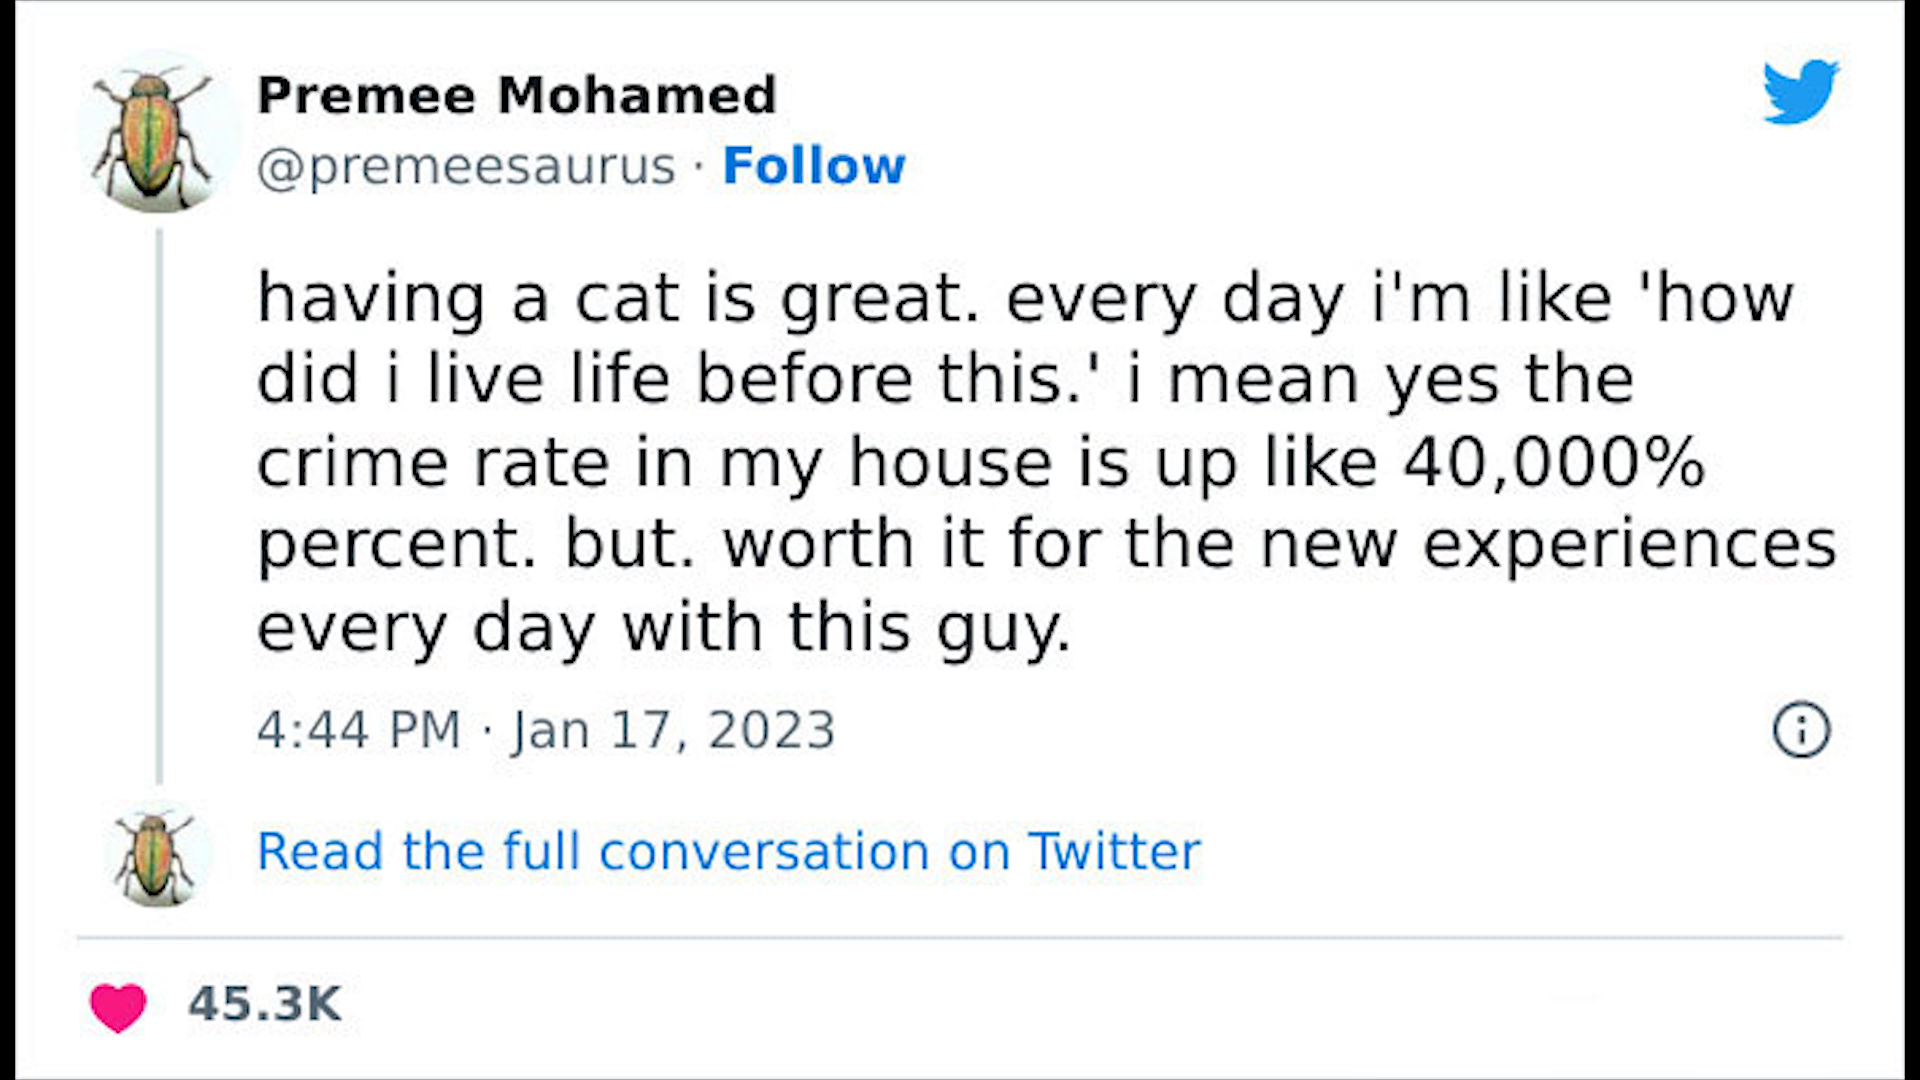 Premee Mohamed
@premeesaurus · Follow
having a cat is great. every day i'm like 'how
did i live life before this.' i mean yes the
crime rate in my house is up like 40,000%
percent. but. worth it for the new experiences
every day with this guy.
4:44 PM · Jan 17, 2023
Read the full conversation on Twitter
45.3K